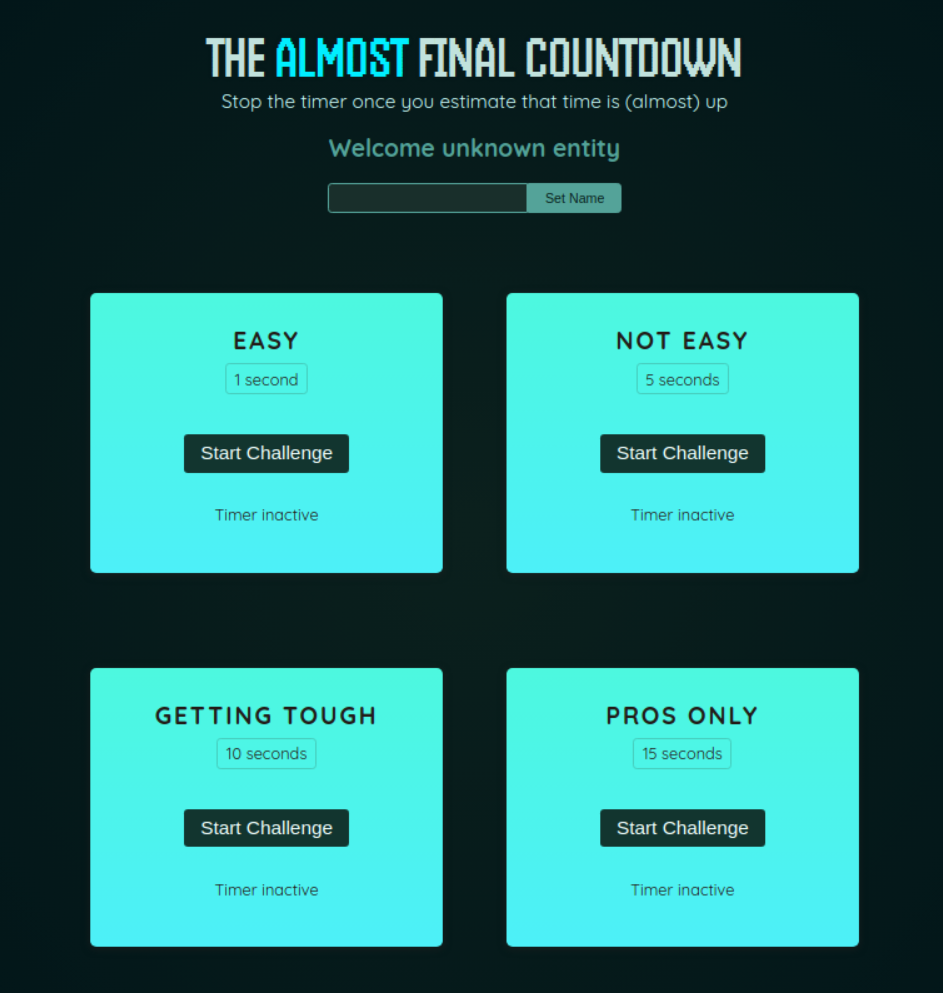 THE ALMOST FINAL COUNTDOWN
Stop the timer once you estimate that time is (almost) up
Welcome unknown entity
Set Name
EASY
1 second
Start Challenge
Timer inactive
NOT EASY
5 seconds
Start Challenge
Timer inactive
GETTING TOUGH
10 seconds
Start Challenge
Timer inactive
PROS ONLY
15 seconds
Start Challenge
Timer inactive